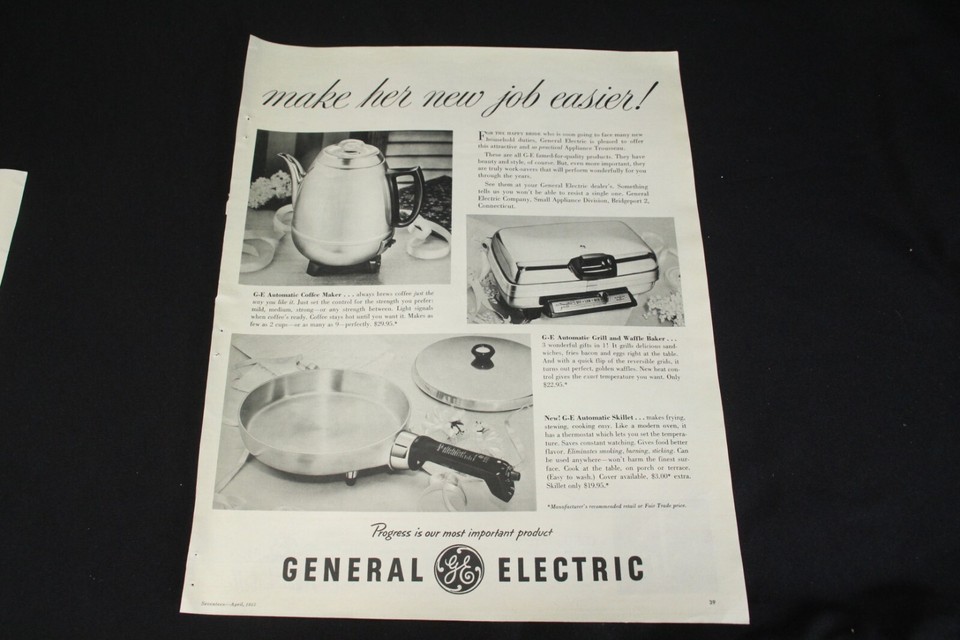 make her new job easier!
FOR THE HAPPY BRIDE who is soon going to face many new
household duties, General Electric is pleased to offer
this attractive and so practical Appliance Trousseau.
These are all G-E famed-for-quality products. They have
beauty and style, of course. But, even more important, they
are truly work-savers that will perform wonderfully for you
through the years.
See them at your General Electric dealer's. Something
tells us you won't be able to resist a single one. General
Electric Company, Small Appliance Division, Bridgeport 2,
Connecticut.
G-E Automatic Coffee Maker . . . always brews coffee just the
way you like it. Just set the control for the strength you prefer:
mild, medium, strong—or any strength between. Light signals
when coffee's ready. Coffee stays hot until you want it. Makes as
few as 2 cups—or as many as 9—perfectly. $29.95.*
G-E Automatic Grill and Waffle Baker . . .
3 wonderful gifts in 1! It grills delicious sand-
wiches, fries bacon and eggs right at the table.
And with a quick flip of the reversible grids, it
turns out perfect, golden waffles. New heat con-
trol gives the exact temperature you want. Only
$22.95.*
New! G-E Automatic Skillet . . . makes frying,
stewing, cooking easy. Like a modern oven, it
has a thermostat which lets you set the tempera-
ture. Saves constant watching. Gives food better
flavor. Eliminates smoking, burning, sticking. Can
be used anywhere—won't harm the finest sur-
face. Cook at the table, on porch or terrace.
(Easy to wash.) Cover available, $3.00* extra.
Skillet only $19.95.*
*Manufacturer's recommended retail or Fair Trade price.
Progress is our most important product
GENERAL GE ELECTRIC
April,